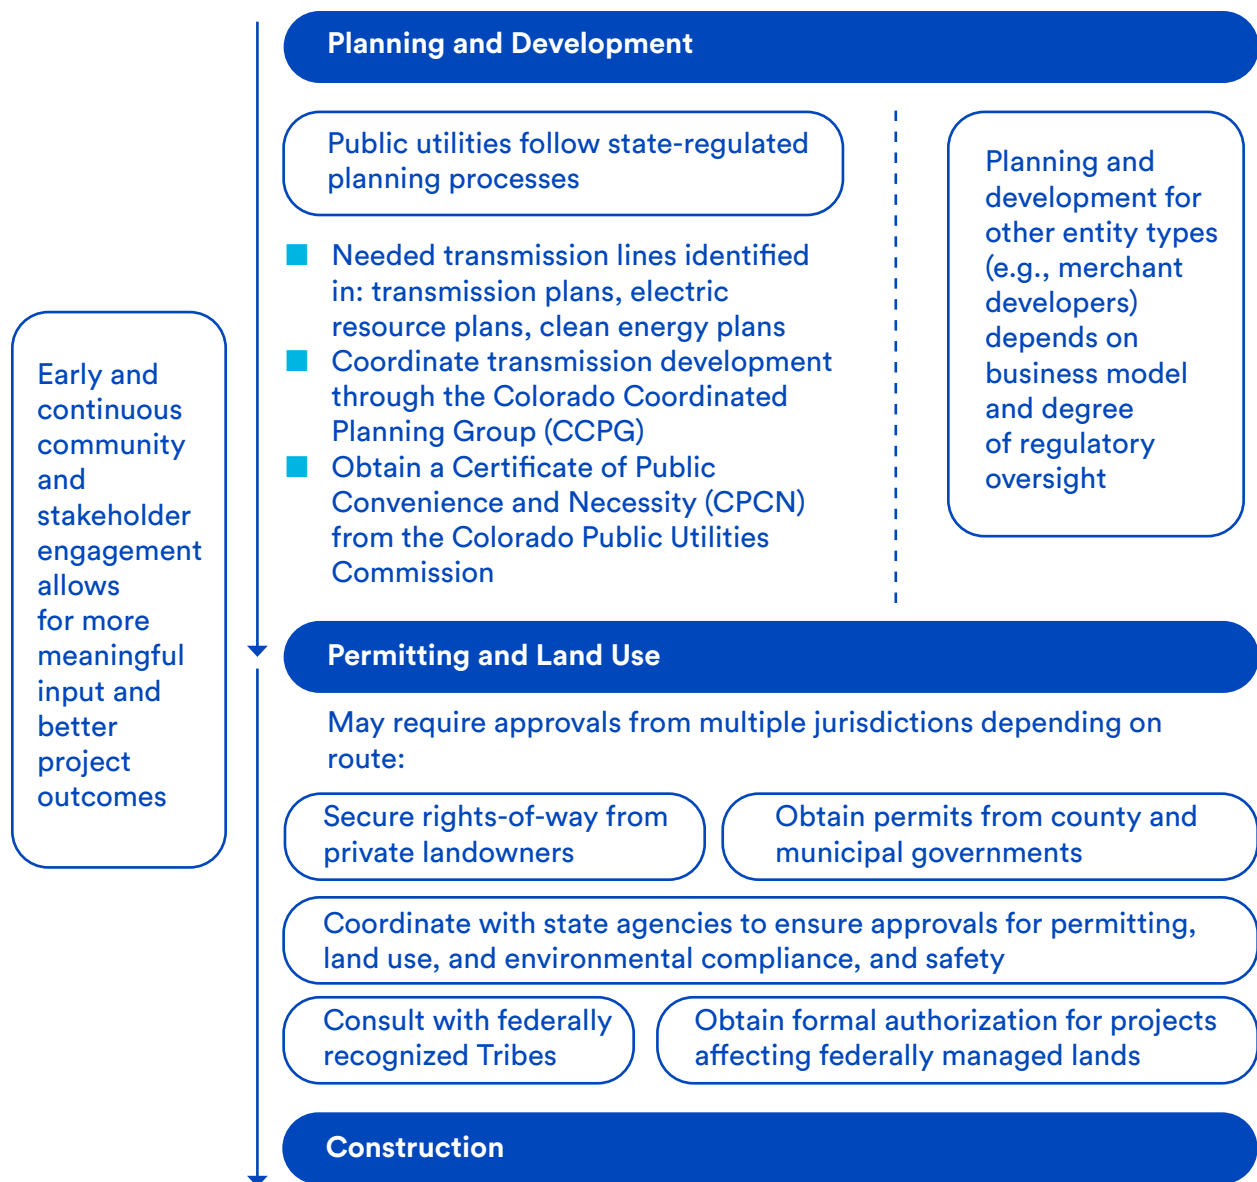 Planning and Development
Public utilities follow state-regulated
planning processes
Needed transmission lines identified
in: transmission plans, electric
resource plans, clean energy plans
Coordinate transmission development
through the Colorado Coordinated
Planning Group (CCPG)
Obtain a Certificate of Public
Convenience and Necessity (CPCN)
from the Colorado Public Utilities
Commission
Planning and
development for
other entity types
(e.g., merchant
developers)
depends on
business model
and degree
of regulatory
oversight
Early and
continuous
community
and
stakeholder
engagement
allows
for more
meaningful
input and
better
project
outcomes
Permitting and Land Use
May require approvals from multiple jurisdictions depending on
route:
Secure rights-of-way from
private landowners
Obtain permits from county and
municipal governments
Coordinate with state agencies to ensure approvals for permitting,
land use, and environmental compliance, and safety
Consult with federally
recognized Tribes
Obtain formal authorization for projects
affecting federally managed lands
Construction